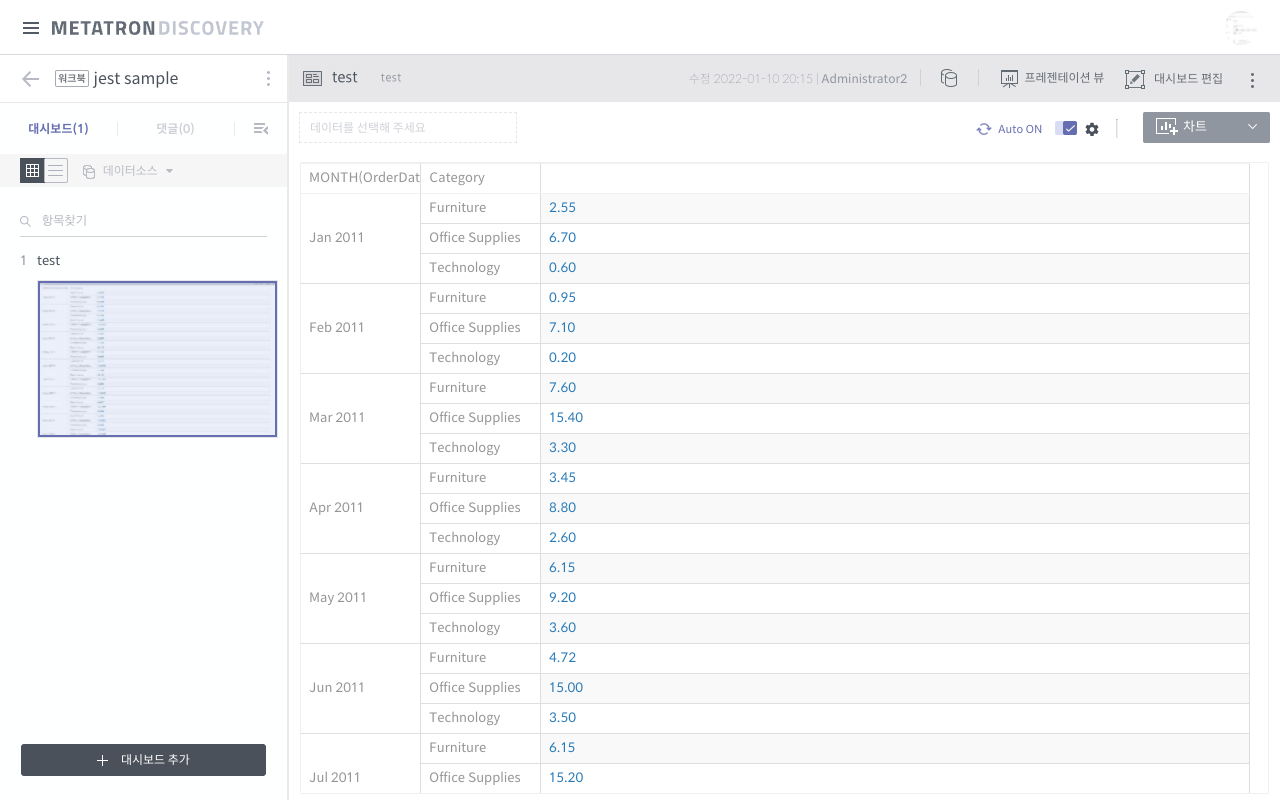 METATRON DISCOVERY
워크북 jest sample
test test
수정 2022-01-10 20:15 | Administrator2
프레젠테이션 뷰
대시보드 편집
대시보드(1)
댓글(0)
데이터소스
항목찾기
1 test
대시보드 추가
데이터를 선택해 주세요
Auto ON
차트
MONTH(OrderDat Category
Jan 2011
Furniture 2.55
Office Supplies 6.70
Technology 0.60
Feb 2011
Furniture 0.95
Office Supplies 7.10
Technology 0.20
Mar 2011
Furniture 7.60
Office Supplies 15.40
Technology 3.30
Apr 2011
Furniture 3.45
Office Supplies 8.80
Technology 2.60
May 2011
Furniture 6.15
Office Supplies 9.20
Technology 3.60
Jun 2011
Furniture 4.72
Office Supplies 15.00
Technology 3.50
Jul 2011
Furniture 6.15
Office Supplies 15.20